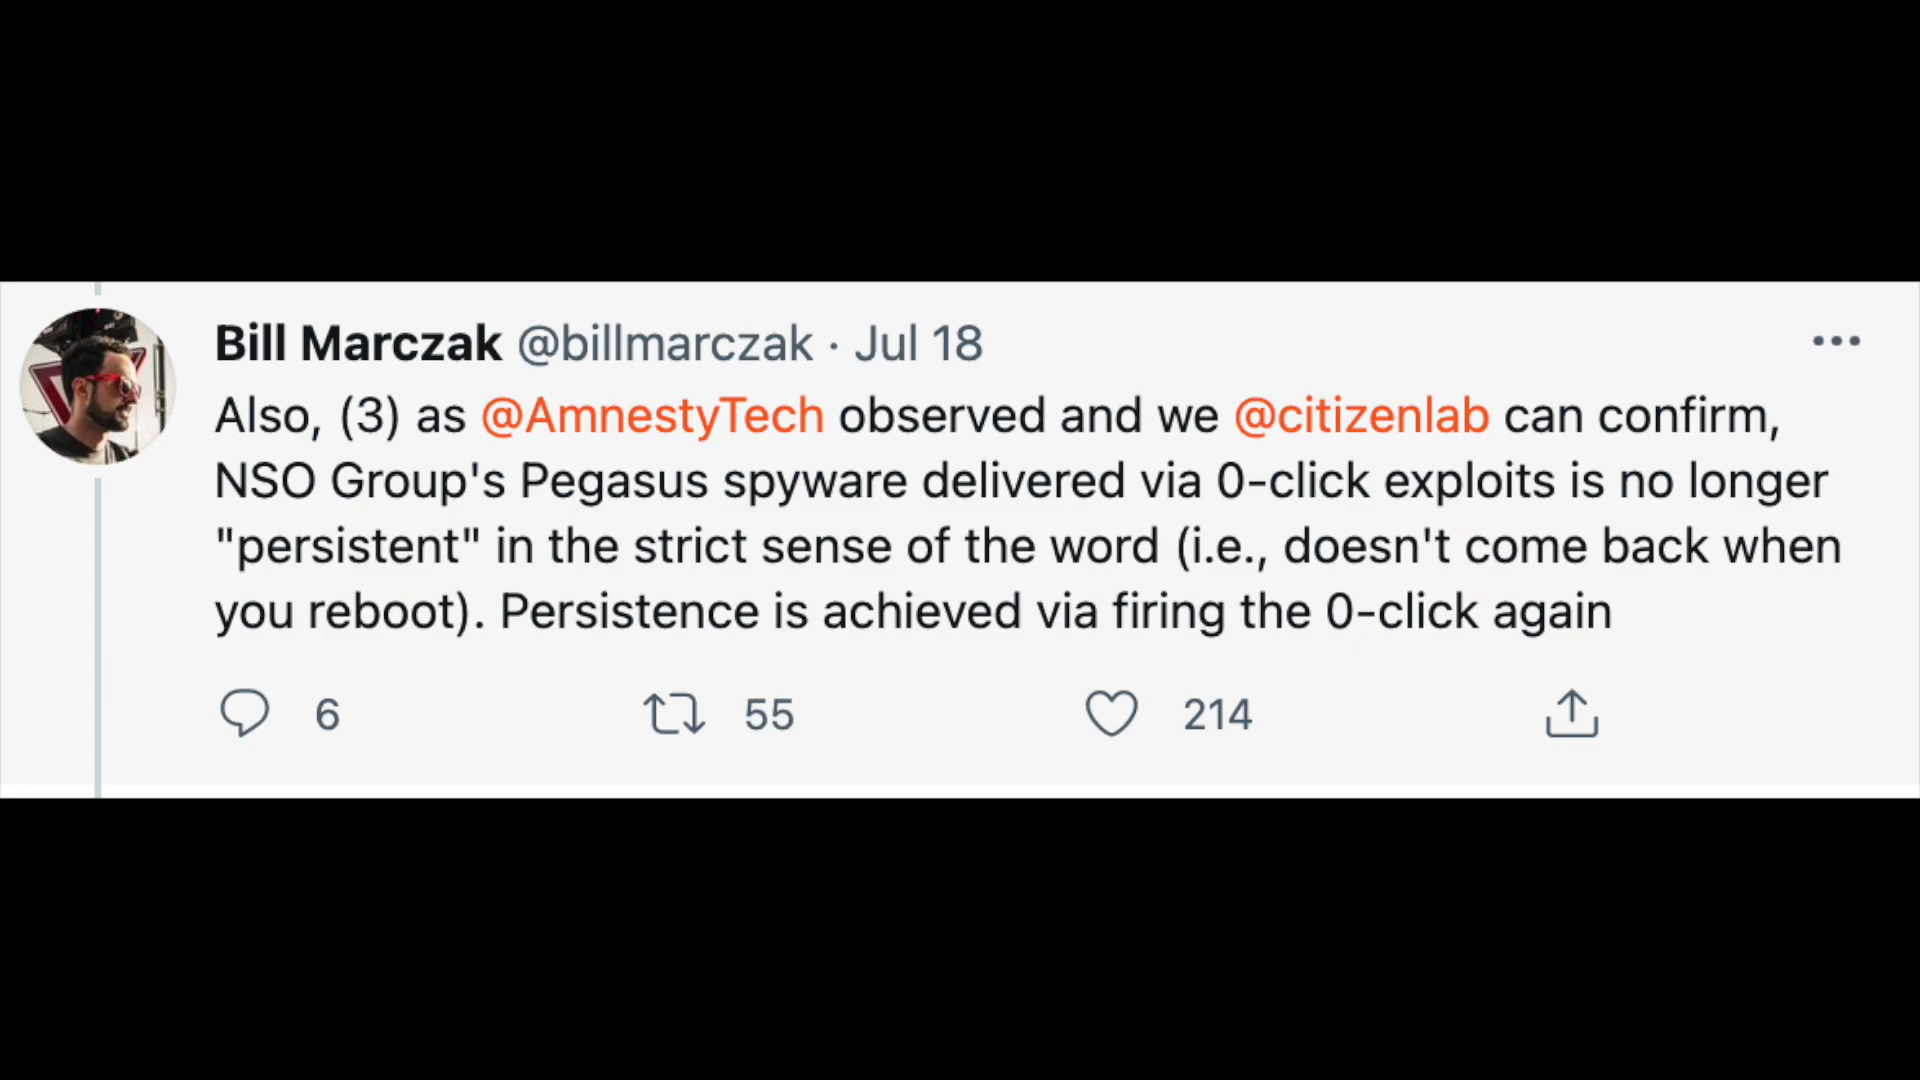 Bill Marczak @billmarczak · Jul 18
Also, (3) as @AmnestyTech observed and we @citizenlab can confirm,
NSO Group's Pegasus spyware delivered via 0-click exploits is no longer
"persistent" in the strict sense of the word (i.e., doesn't come back when
you reboot). Persistence is achieved via firing the 0-click again
6 55 214